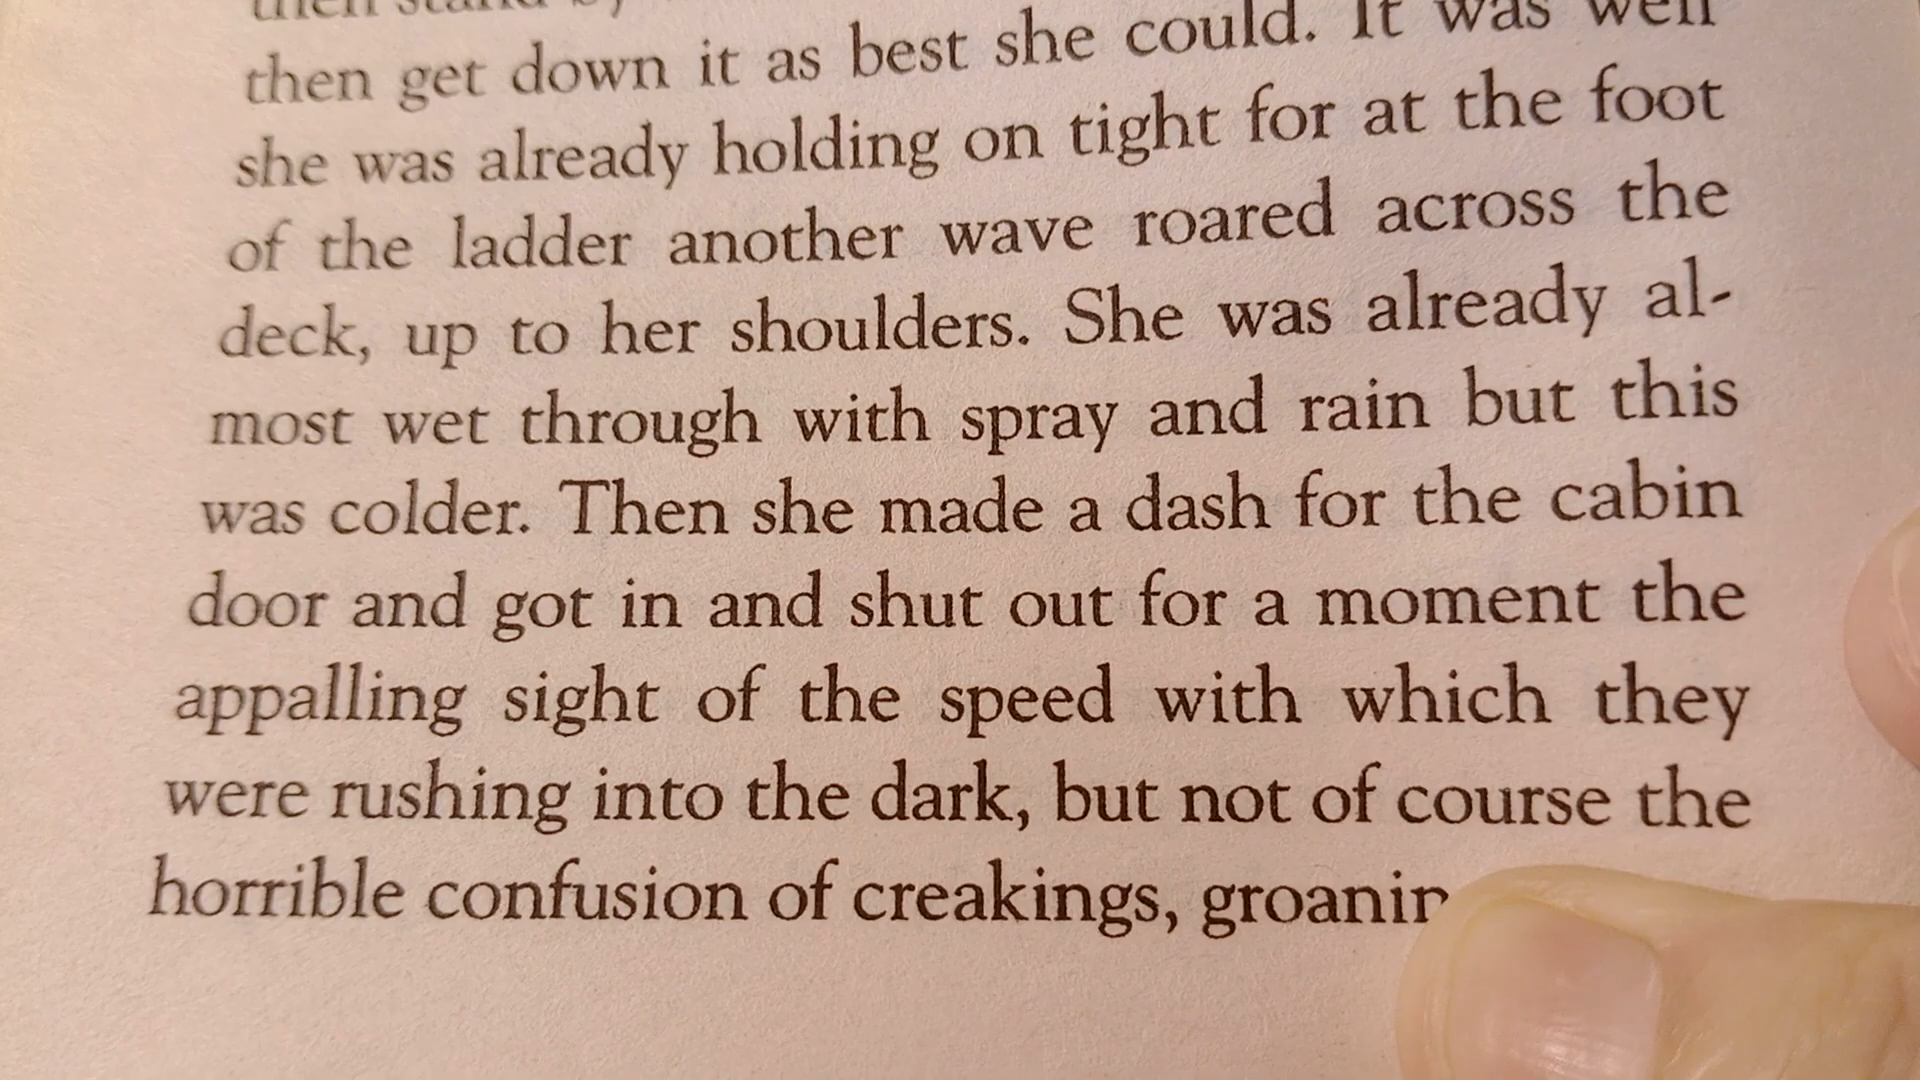 then stand by
then get down it as best she could. It was well
she was already holding on tight for at the foot
of the ladder another wave roared across the
deck, up to her shoulders. She was already al-
most wet through with spray and rain but this
was colder. Then she made a dash for the cabin
door and got in and shut out for a moment the
appalling sight of the speed with which they
were rushing into the dark, but not of course the
horrible confusion of creakings,